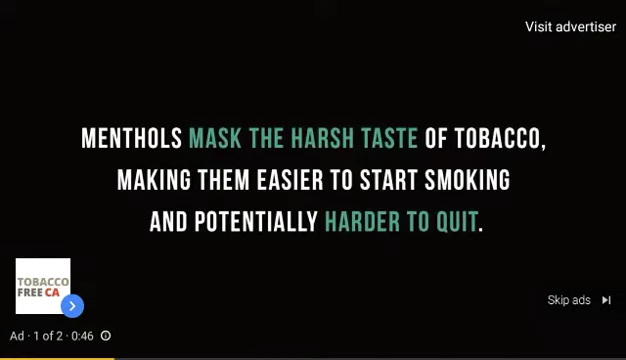 Visit advertiser
MENTHOLS MASK THE HARSH TASTE OF TOBACCO,
MAKING THEM EASIER TO START SMOKING
AND POTENTIALLY HARDER TO QUIT.
TOBACCO
FREE CA
Skip ads
Ad · 1 of 2 · 0:46